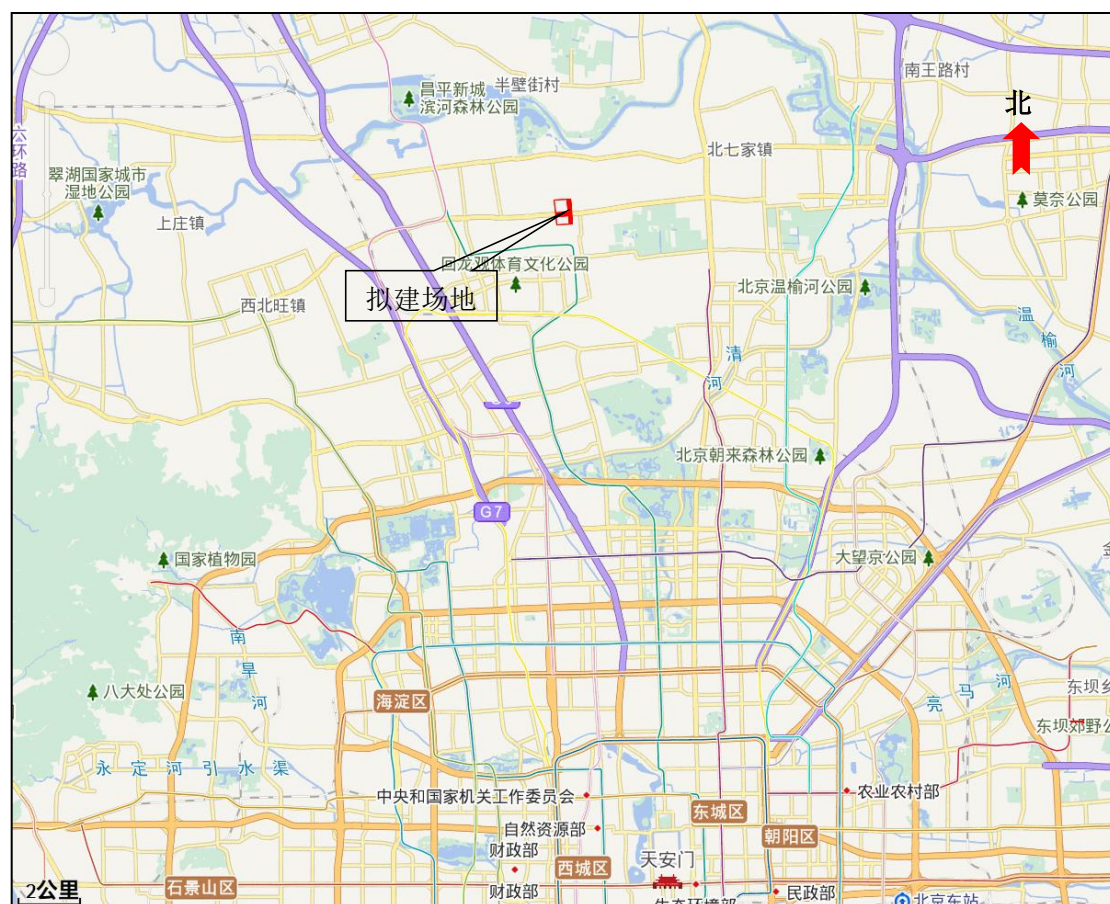 半壁街村
昌平新城
滨河森林公园
南王路村
北
六环路
北七家镇
翠湖国家城市
湿地公园
莫奈公园
上庄镇
回龙观体育文化公园
拟建场地
北京温榆河公园
西北旺镇
温榆河
清河
北京朝来森林公园
G7
国家植物园
大望京公园
南旱河
八大处公园
海淀区
亮马河
东坝乡
东坝郊野公
永定河引水渠
中央和国家机关工作委员会
农业农村部
东城区
自然资源部
朝阳区
财政部
西城区
天安门
石景山区
财政部
民政部
2公里
生态环境部
北京东站